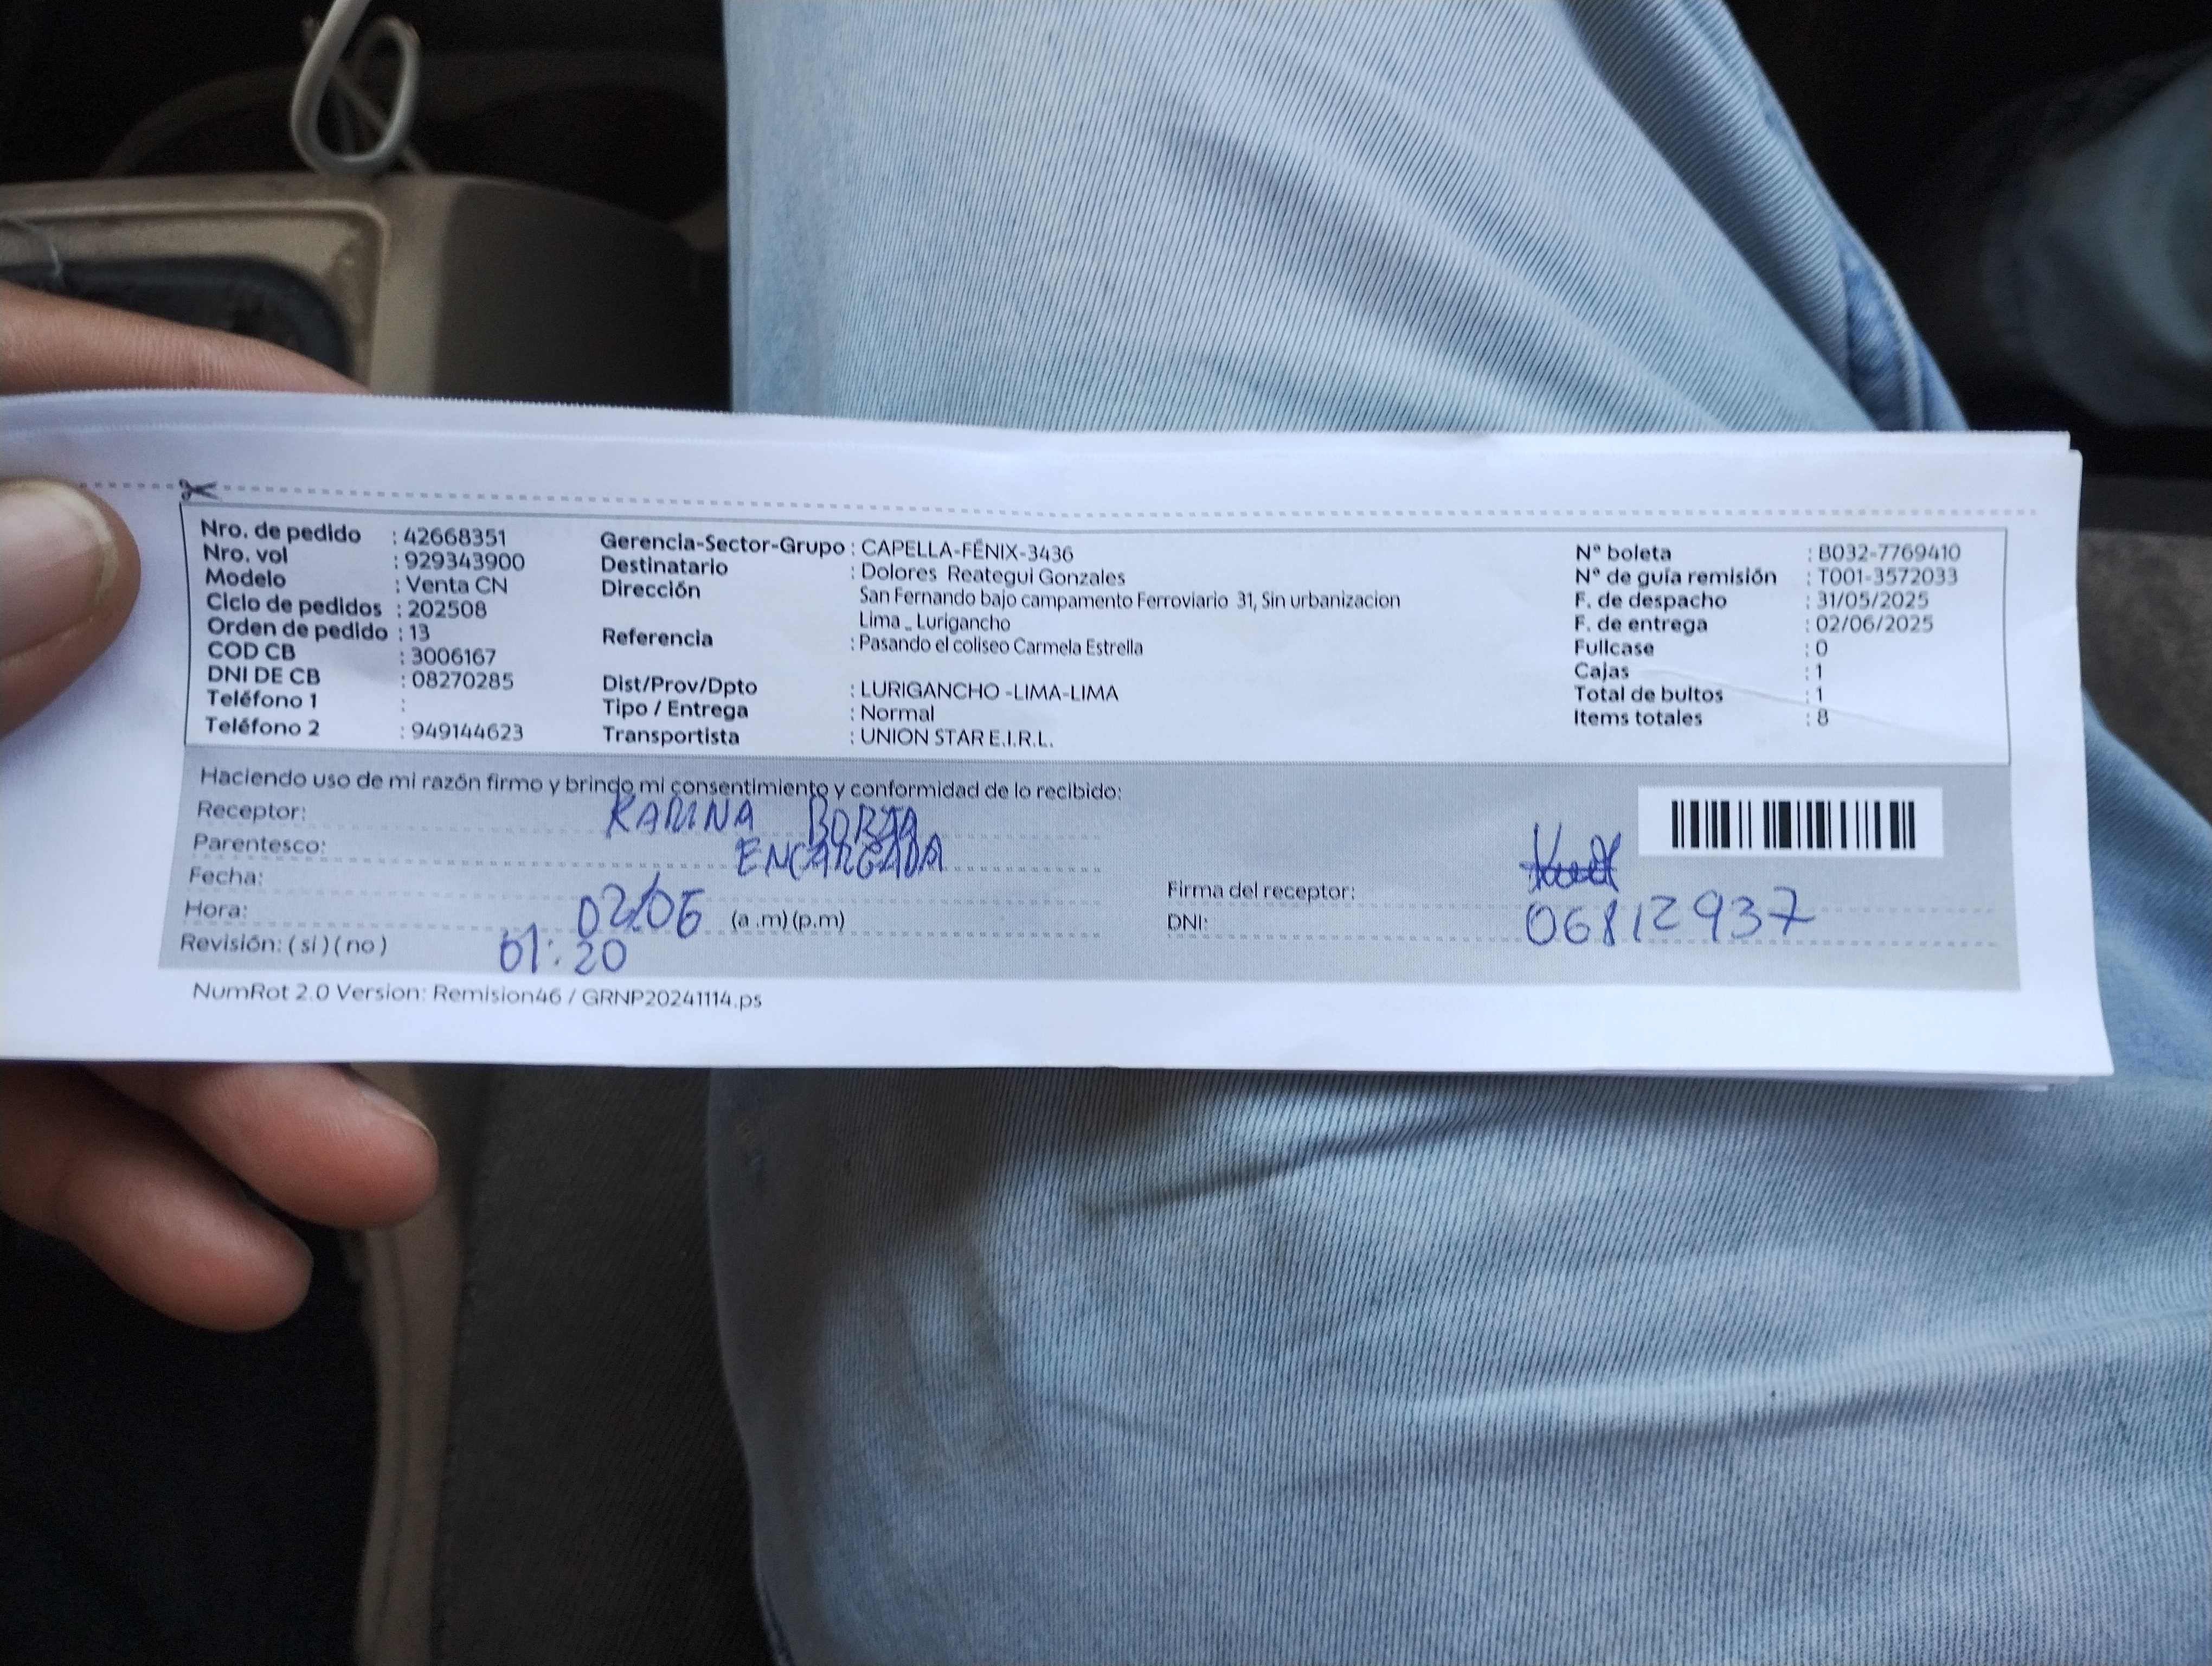 Nro. de pedido : 42668351
Nro. vol : 929343900
Modelo : Venta CN
Ciclo de pedidos : 202508
Orden de pedido : 13
COD CB : 3006167
DNI DE CB : 08270285
Teléfono 1 :
Teléfono 2 : 949144623
Gerencia-Sector-Grupo : CAPELLA-FÉNIX-3436
Destinatario : Dolores Reategui Gonzales
Dirección San Fernando bajo campamento Ferroviario 31, Sin urbanizacion
Lima _ Lurigancho
Referencia : Pasando el coliseo Carmela Estrella
Dist/Prov/Dpto : LURIGANCHO -LIMA-LIMA
Tipo / Entrega : Normal
Transportista : UNION STAR E.I.R.L.
N° boleta : B032-7769410
N° de guía remisión : T001-3572033
F. de despacho : 31/05/2025
F. de entrega : 02/06/2025
Fullcase : 0
Cajas : 1
Total de bultos : 1
Items totales : 8
Haciendo uso de mi razón firmo y brindo mi consentimiento y conformidad de lo recibido:
Receptor: KARINA BORJA
Parentesco: ENCARGADA
Fecha: 02/06
Hora: (a .m) (p.m) 01:20
Revisión: ( si ) ( no )
Firma del receptor:
DNI: 06812937
NumRot 2.0 Version: Remision46 / GRNP20241114.ps